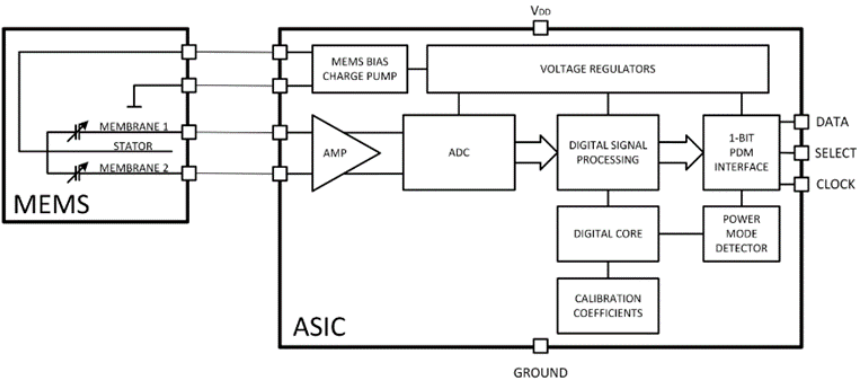 VDD
MEMS BIAS
CHARGE PUMP
VOLTAGE REGULATORS
MEMBRANE 1
STATOR
MEMBRANE 2
MEMS
AMP
ADC
DIGITAL SIGNAL
PROCESSING
1-BIT
PDM
INTERFACE
DATA
SELECT
CLOCK
DIGITAL CORE
POWER
MODE
DETECTOR
CALIBRATION
COEFFICIENTS
ASIC
GROUND